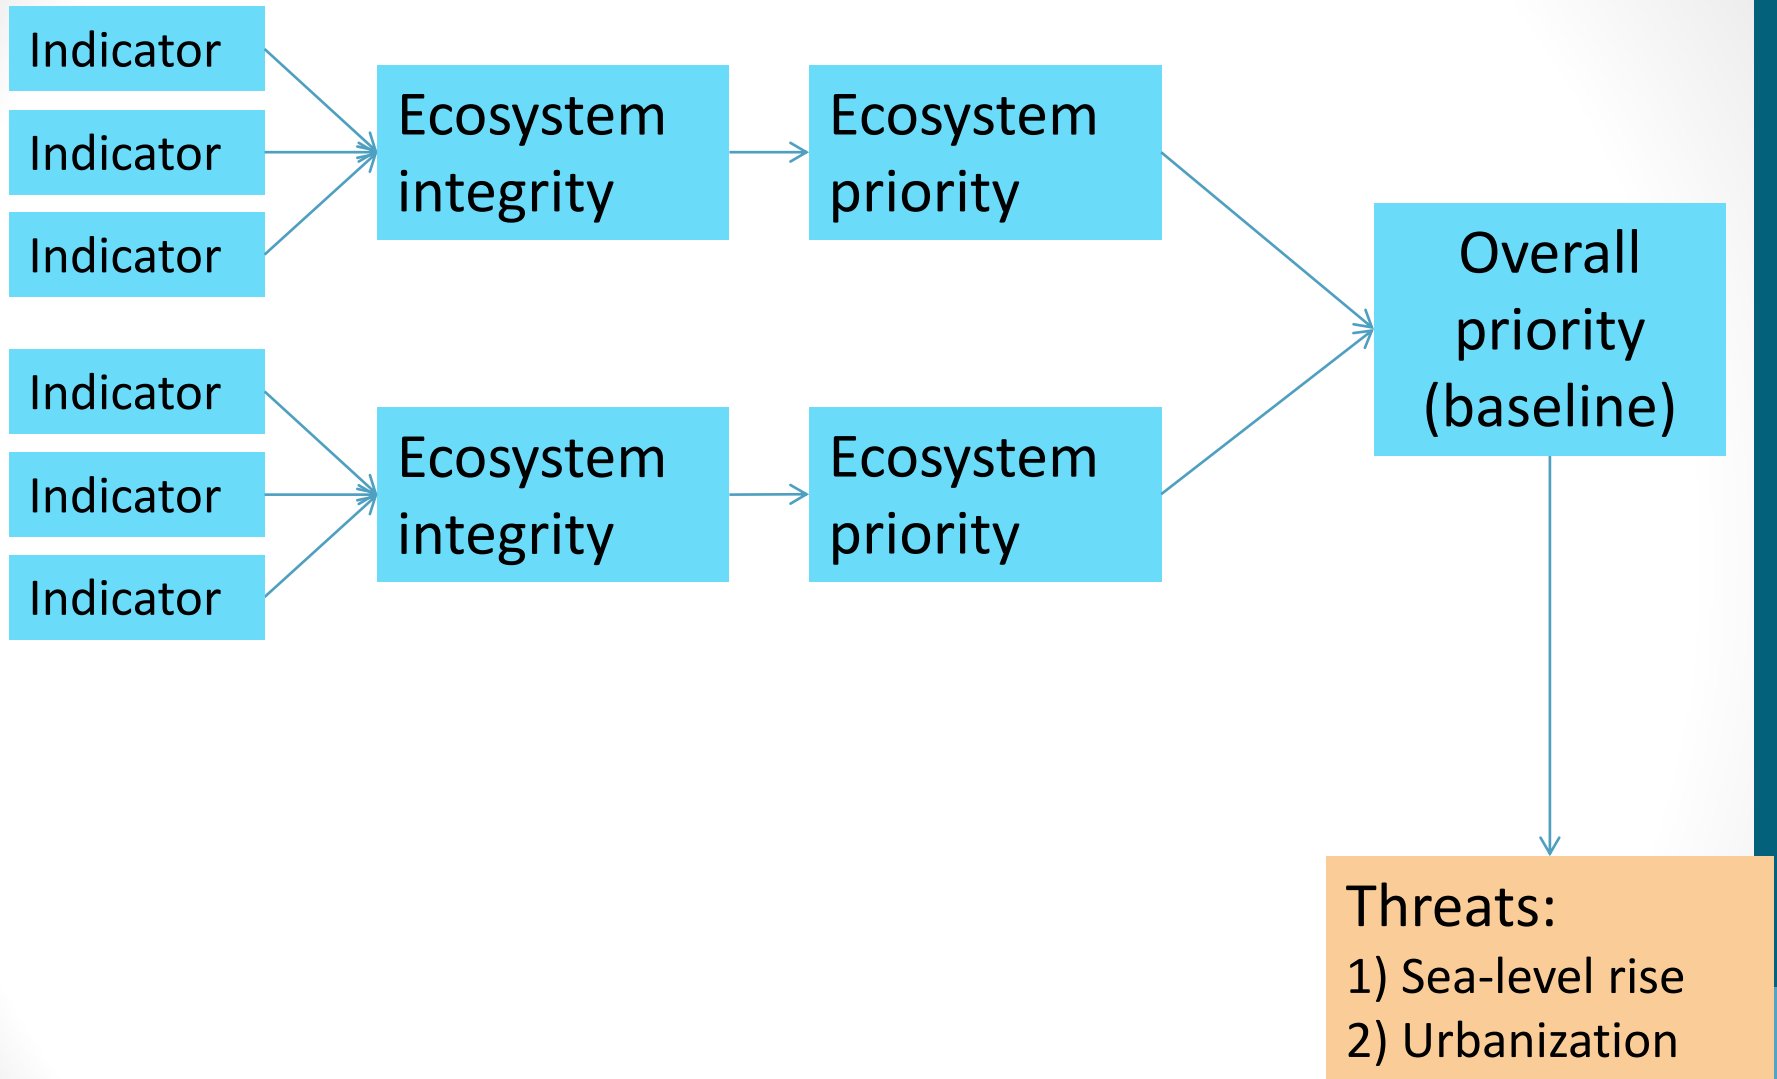 Indicator
Indicator
Indicator
Ecosystem
integrity
Ecosystem
priority
Indicator
Indicator
Indicator
Ecosystem
integrity
Ecosystem
priority
Overall
priority
(baseline)
Threats:
1) Sea-level rise
2) Urbanization